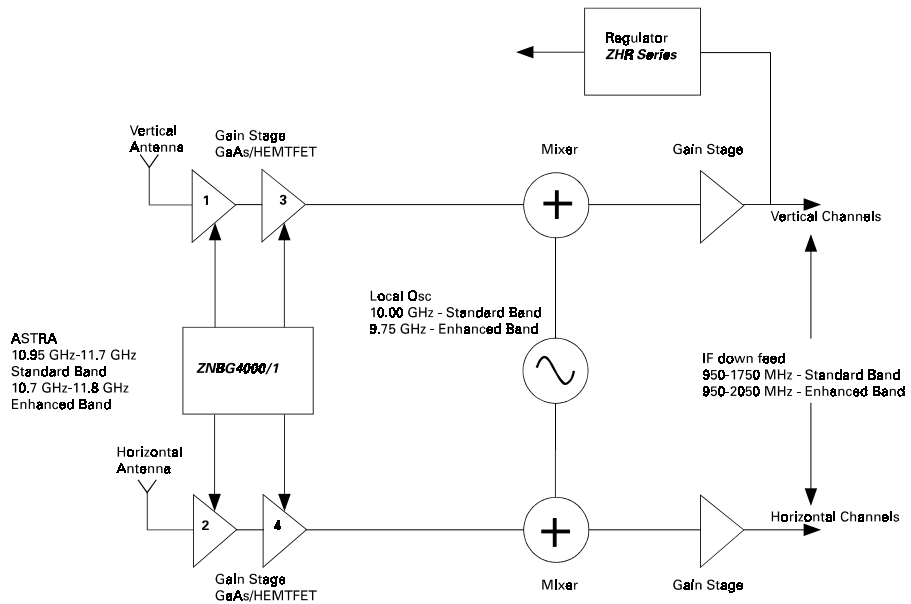 Regulator
ZHR Series
Vertical
Antenna
Gain Stage
GaAs/HEMTFET
Mixer
Gain Stage
1
3
+
Vertical Channels
Local Osc
10.00 GHz - Standard Band
9.75 GHz - Enhanced Band
ASTRA
10.95 GHz-11.7 GHz
Standard Band
10.7 GHz-11.8 GHz
Enhanced Band
ZNBG4000/1
IF down feed
950-1750 MHz - Standard Band
950-2050 MHz - Enhanced Band
Horizontal
Antenna
2
4
+
Horizontal Channels
Gain Stage
GaAs/HEMTFET
Mixer
Gain Stage